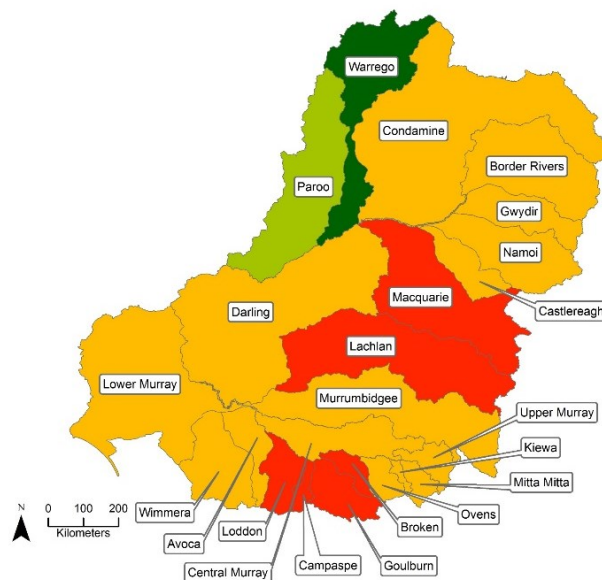 Warrego
Condamine
Border Rivers
Paroo
Gwydir
Namoi
Castlereagh
Macquarie
Darling
Lachlan
Lower Murray
Murrumbidgee
Upper Murray
Kiewa
Mitta Mitta
Ovens
Broken
Goulburn
Campaspe
Central Murray
Loddon
Avoca
Wimmera
N
0 50 100 200
Kilometers